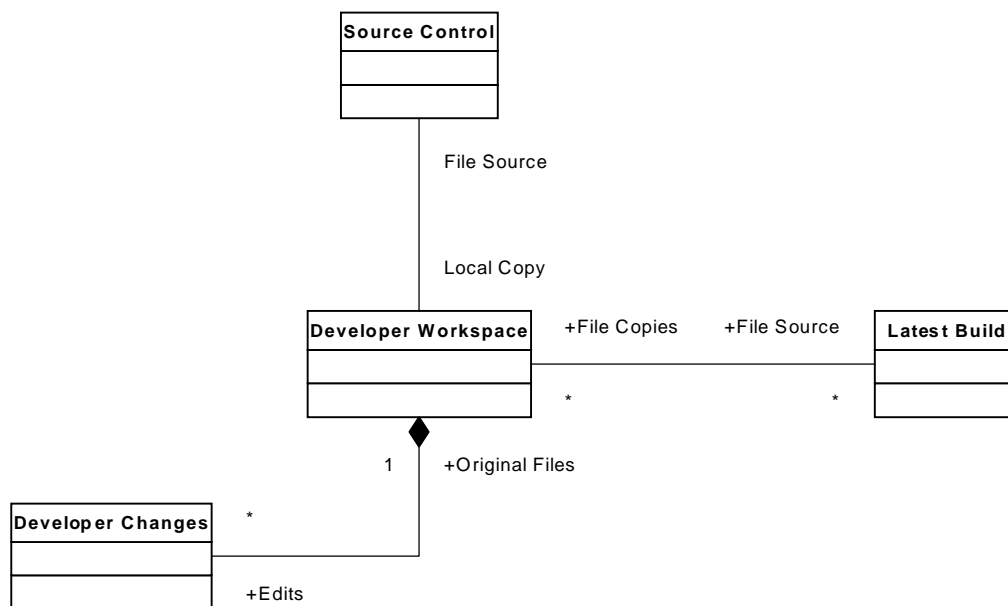 Source Control
File Source
Local Copy
Developer Workspace
+File Copies
+File Source
Latest Build
*
*
1
+Original Files
Developer Changes
*
+Edits